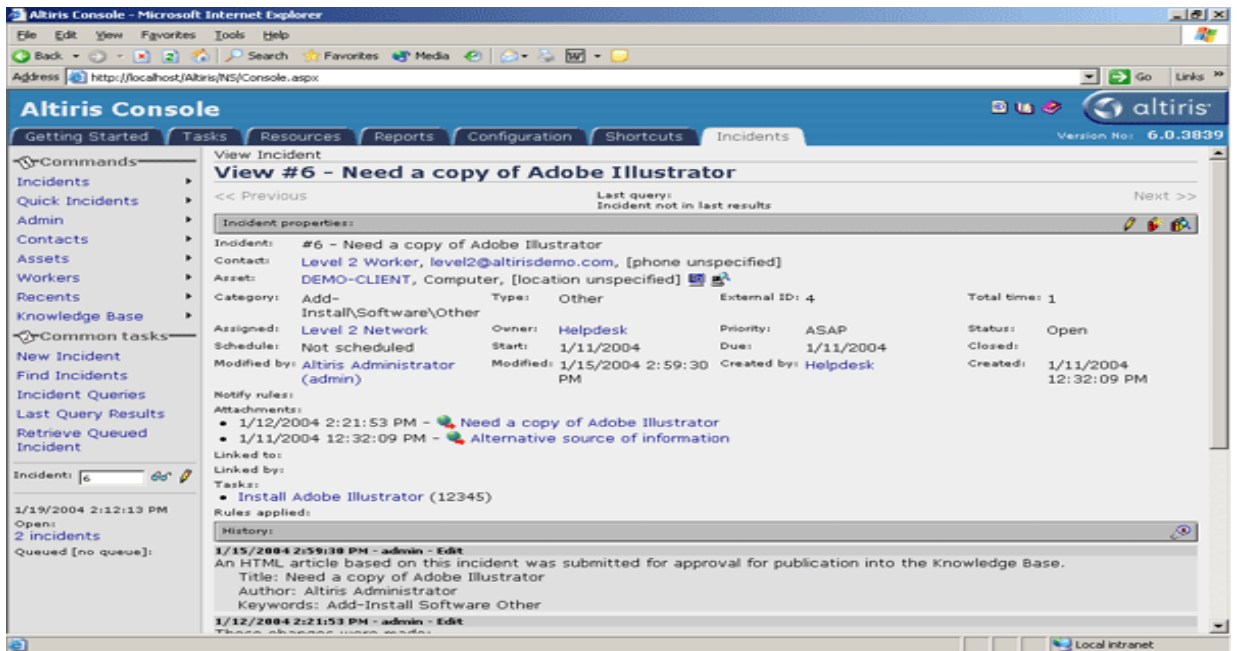 Altiris Console - Microsoft Internet Explorer
File Edit View Favorites Tools Help
Back Search Favorites Media
Address http://localhost/Altiris/NS/Console.aspx Go Links »
Altiris Console altiris
Getting Started Tasks Resources Reports Configuration Shortcuts Incidents Version No: 6.0.3839
Commands
Incidents
Quick Incidents
Admin
Contacts
Assets
Workers
Recents
Knowledge Base
Common tasks
New Incident
Find Incidents
Incident Queries
Last Query Results
Retrieve Queued
Incident
Incident: 6
1/19/2004 2:12:13 PM
Open:
2 incidents
Queued [no queue]:
View Incident
View #6 - Need a copy of Adobe Illustrator
<< Previous Last query: Next >>
Incident not in last results
Incident properties:
Incident: #6 - Need a copy of Adobe Illustrator
Contact: Level 2 Worker, level2@altirisdemo.com, [phone unspecified]
Asset: DEMO-CLIENT, Computer, [location unspecified]
Category: Add- Type: Other External ID: 4 Total time: 1
Install\Software\Other
Assigned: Level 2 Network Owner: Helpdesk Priority: ASAP Status: Open
Schedule: Not scheduled Start: 1/11/2004 Due: 1/11/2004 Closed:
Modified by: Altiris Administrator Modified: 1/15/2004 2:59:30 Created by: Helpdesk Created: 1/11/2004
(admin) PM 12:32:09 PM
Notify rules:
Attachments:
• 1/12/2004 2:21:53 PM - Need a copy of Adobe Illustrator
• 1/11/2004 12:32:09 PM - Alternative source of information
Linked to:
Linked by:
Tasks:
• Install Adobe Illustrator (12345)
Rules applied:
History:
1/15/2004 2:59:30 PM - admin - Edit
An HTML article based on this incident was submitted for approval for publication into the Knowledge Base.
Title: Need a copy of Adobe Illustrator
Author: Altiris Administrator
Keywords: Add-Install Software Other
1/12/2004 2:21:53 PM - admin - Edit
These changes were made:
Local intranet